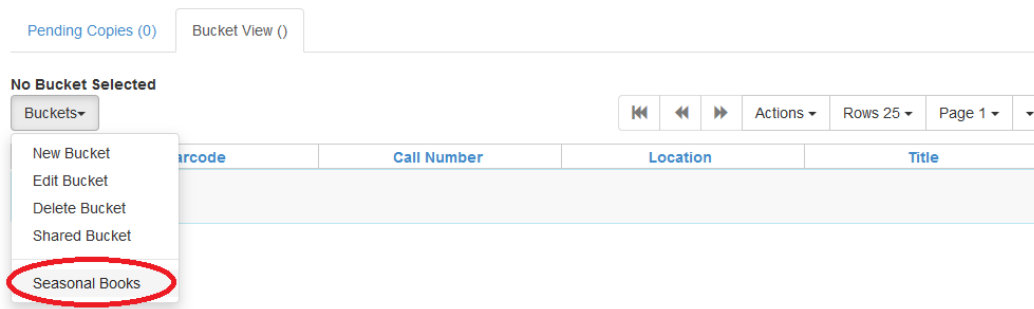 Pending Copies (0) Bucket View ()
No Bucket Selected
Buckets Actions Rows 25 Page 1
New Bucket arcode Call Number Location Title
Edit Bucket
Delete Bucket
Shared Bucket
Seasonal Books